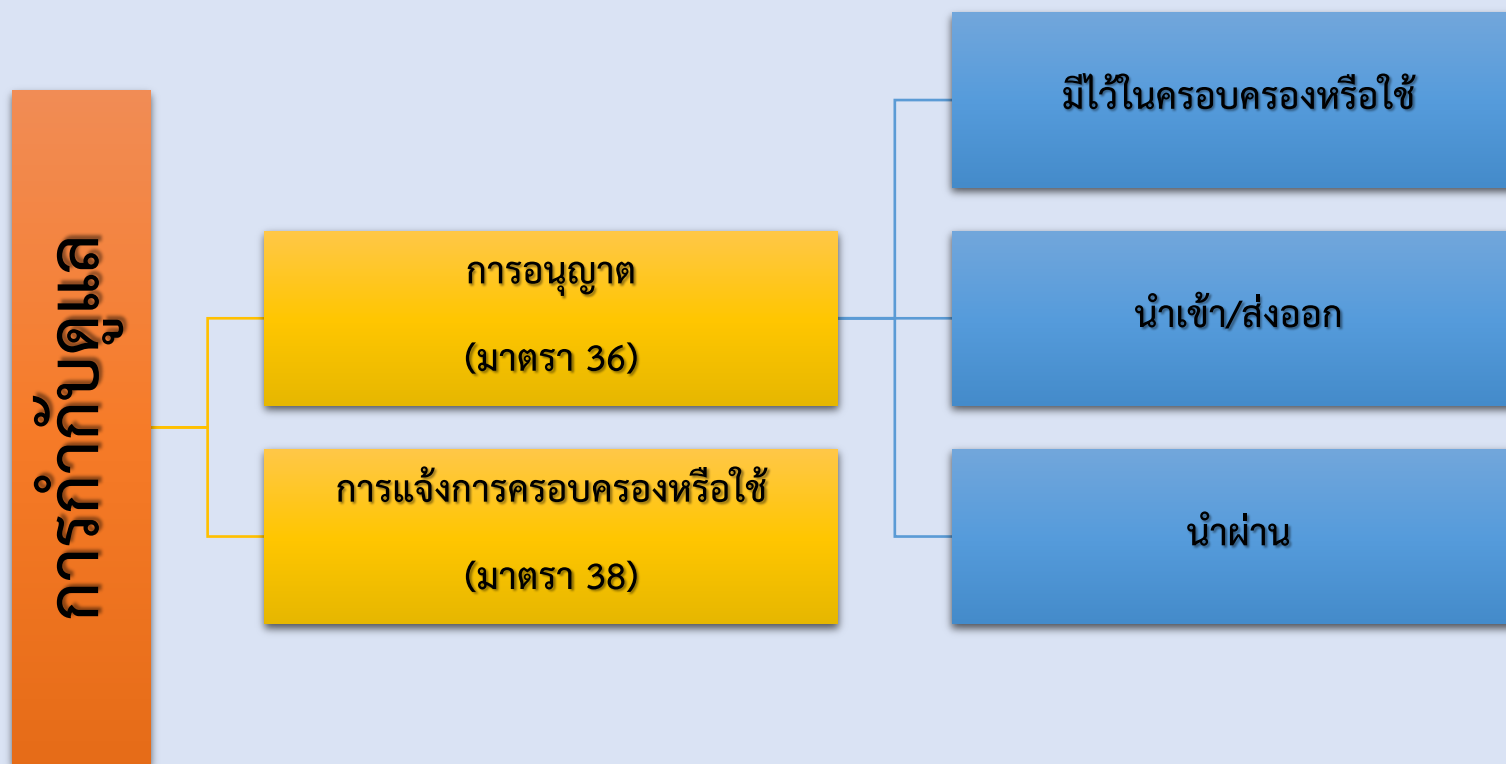 การกำกับดูแล
การอนุญาต
(มาตรา 36)
การแจ้งการครอบครองหรือใช้
(มาตรา 38)
มีไว้ในครอบครองหรือใช้
นำเข้า/ส่งออก
นำผ่าน